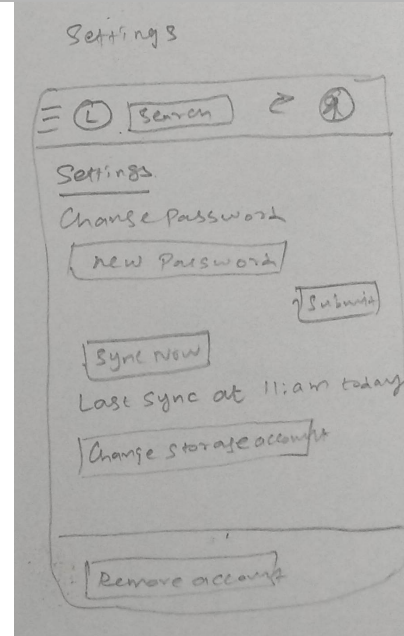 Settings
L Search
Settings
Change Password
new Password
Submit
Sync Now
Last sync at 11:am today
Change storage account
Remove account